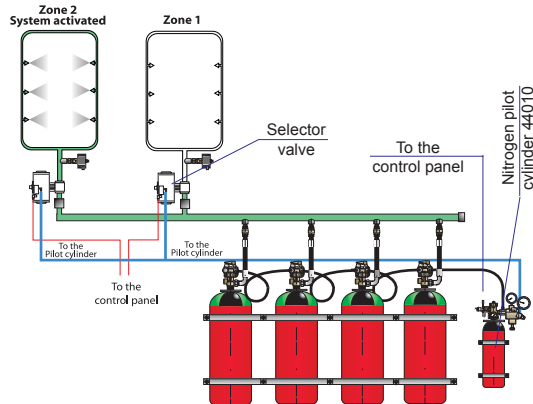 Zone 2
System activated
Zone 1
Selector
valve
To the
control panel
Nitrogen pilot
cylinder 44010
To the
Pilot cylinder
To the
Pilot cylinder
To the
control panel